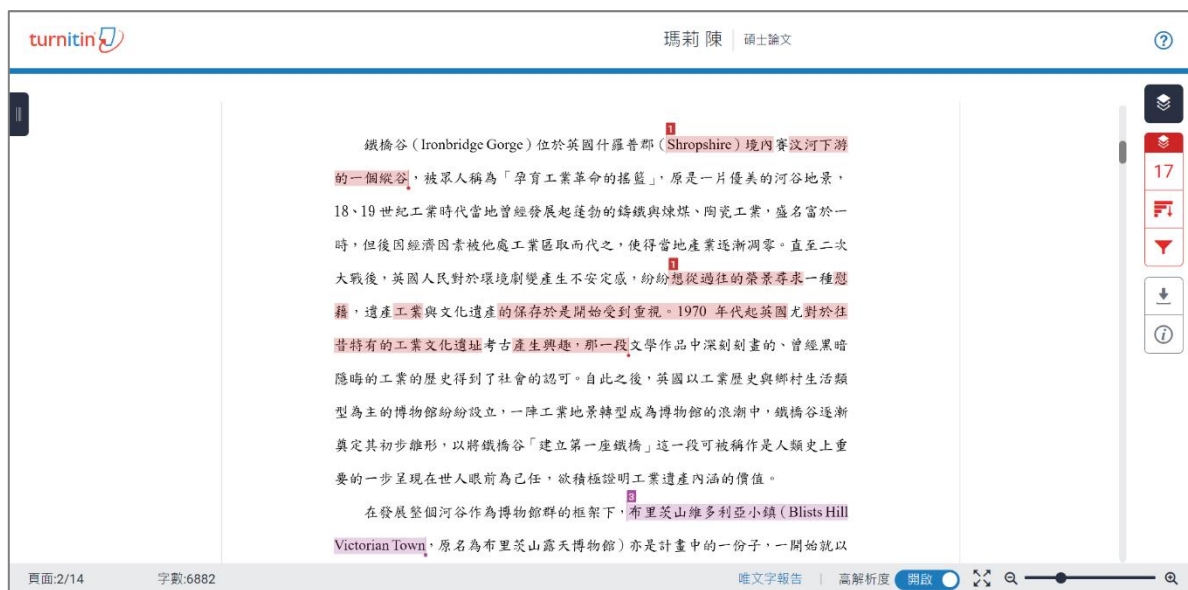 turnitin
瑪莉 陳
碩士論文
1
鐵橋谷（Ironbridge Gorge）位於英國什羅普郡（Shropshire）境內賽汶河下游
的一個縱谷，被眾人稱為「孕育工業革命的搖籃」，原是一片優美的河谷地景，
18、19 世紀工業時代當地曾經發展起蓬勃的鑄鐵與煉煤、陶瓷工業，盛名富於一
時，但後因經濟因素被他處工業區取而代之，使得當地產業逐漸凋零。直至二次
1
大戰後，英國人民對於環境劇變產生不安定感，紛紛想從過往的榮景尋求一種慰
藉，遺產工業與文化遺產的保存於是開始受到重視。1970 年代起英國尤對於往
昔特有的工業文化遺址考古產生興趣，那一段文學作品中深刻刻畫的、曾經黑暗
隱晦的工業的歷史得到了社會的認可。自此之後，英國以工業歷史與鄉村生活類
型為主的博物館紛紛設立，一陣工業地景轉型成為博物館的浪潮中，鐵橋谷逐漸
奠定其初步雛形，以將鐵橋谷「建立第一座鐵橋」這一段可被稱作是人類史上重
要的一步呈現在世人眼前為己任，欲積極證明工業遺產內涵的價值。
3
在發展整個河谷作為博物館群的框架下，布里茨山維多利亞小鎮（Blists Hill
Victorian Town，原名為布里茨山露天博物館）亦是計畫中的一份子，一開始就以
17
頁面:2/14
字數:6882
唯文字報告
高解析度
開啟